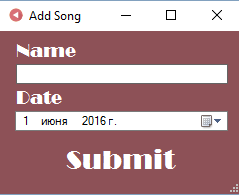 Add Song
Name
Date
1 июня 2016 г.
Submit